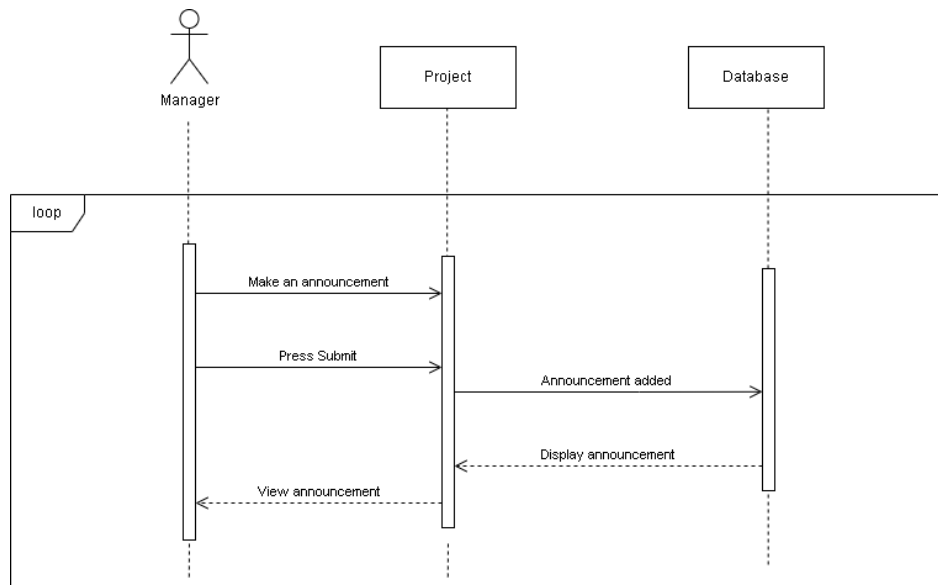 Project
Database
Manager
loop
Make an announcement
Press Submit
Announcement added
Display announcement
View announcement